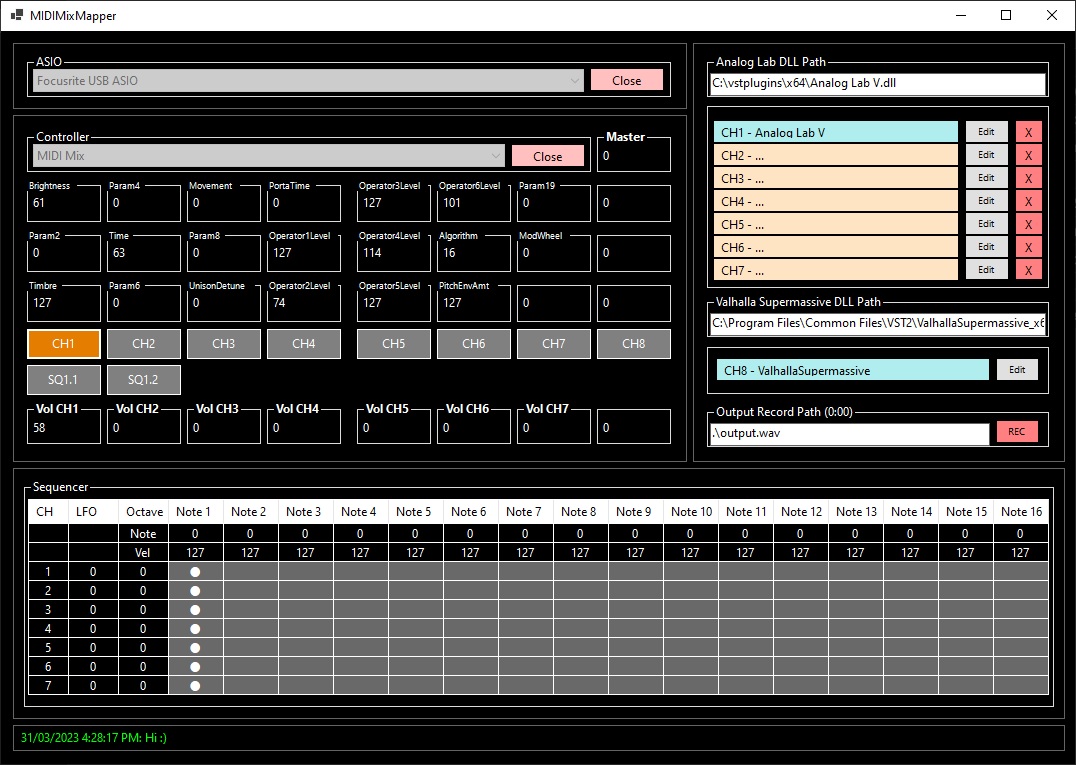 MIDIMixMapper
ASIO
Focusrite USB ASIO Close
Controller Master
MIDI Mix Close 0
Brightness Param4 Movement PortaTime Operator3Level Operator6Level Param19
61 0 0 0 127 101 0 0
Param2 Time Param8 Operator1Level Operator4Level Algorithm ModWheel
0 63 0 127 114 16 0 0
Timbre Param6 UnisonDetune Operator2Level Operator5Level PitchEnvAmt
127 0 0 74 127 127 0 0
CH1 CH2 CH3 CH4 CH5 CH6 CH7 CH8
SQ1.1 SQ1.2
Vol CH1 Vol CH2 Vol CH3 Vol CH4 Vol CH5 Vol CH6 Vol CH7
58 0 0 0 0 0 0 0
Analog Lab DLL Path
C:\vstplugins\x64\Analog Lab V.dll
CH1 - Analog Lab V Edit X
CH2 - ... Edit X
CH3 - ... Edit X
CH4 - ... Edit X
CH5 - ... Edit X
CH6 - ... Edit X
CH7 - ... Edit X
Valhalla Supermassive DLL Path
C:\Program Files\Common Files\VST2\ValhallaSupermassive_x6
CH8 - ValhallaSupermassive Edit
Output Record Path (0:00)
.\output.wav REC
Sequencer
CH LFO Octave Note 1 Note 2 Note 3 Note 4 Note 5 Note 6 Note 7 Note 8 Note 9 Note 10 Note 11 Note 12 Note 13 Note 14 Note 15 Note 16
Note 0 0 0 0 0 0 0 0 0 0 0 0 0 0 0 0
Vel 127 127 127 127 127 127 127 127 127 127 127 127 127 127 127 127
1 0 0
2 0 0
3 0 0
4 0 0
5 0 0
6 0 0
7 0 0
31/03/2023 4:28:17 PM: Hi :)